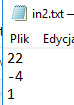 in2.txt —
Plik Edycja
22
-4
1